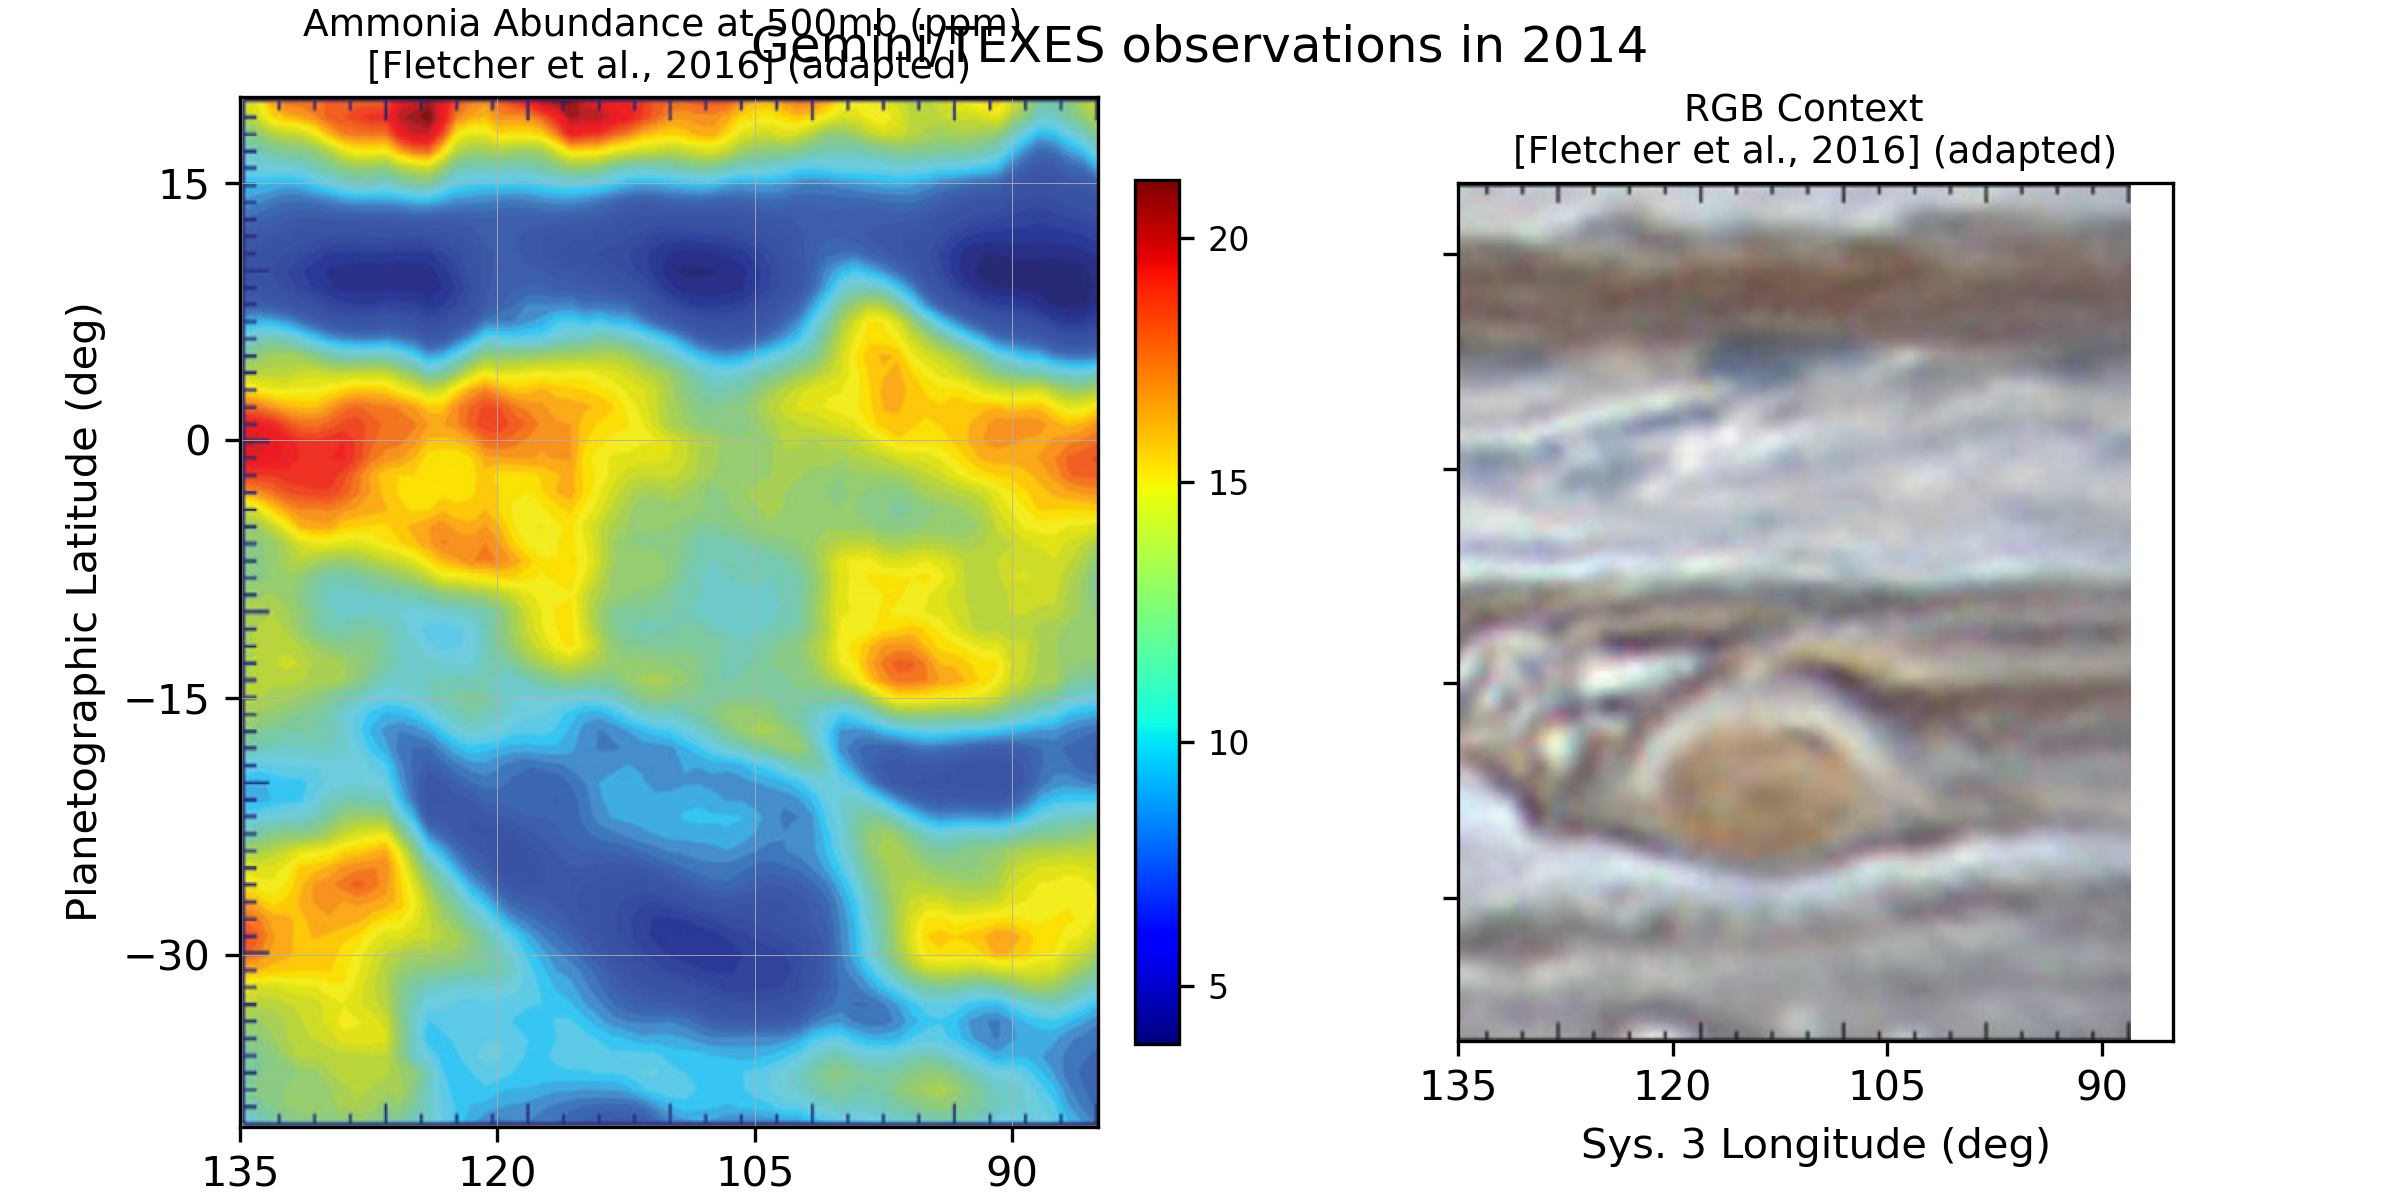 Gemini/TEXES observations in 2014
Ammonia Abundance at 500mb (ppm)
[Fletcher et al., 2016] (adapted)
Planetographic Latitude (deg)
15
0
−15
−30
135 120 105 90
20
15
10
5
RGB Context
[Fletcher et al., 2016] (adapted)
135 120 105 90
Sys. 3 Longitude (deg)